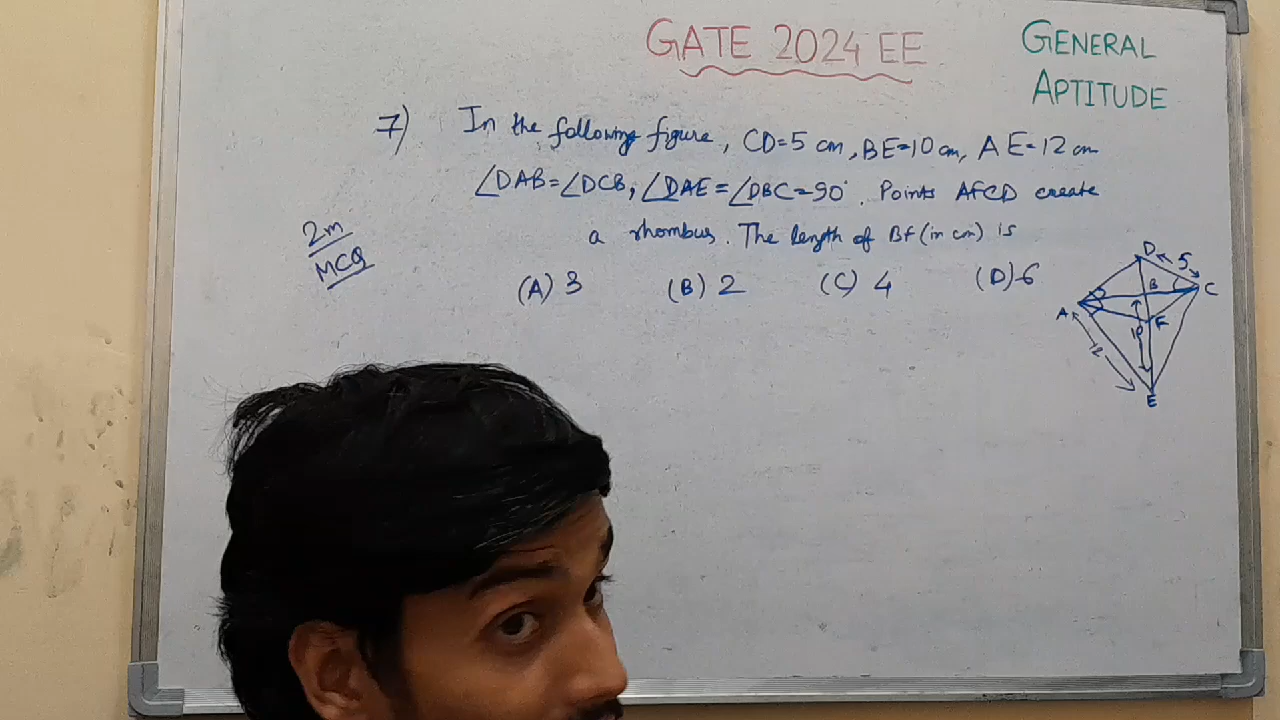 GATE 2024 EE
GENERAL
APTITUDE
7) In the following figure, CD=5 cm, BE=10 cm, AE=12 cm
∠DAB=∠DCB, ∠DAE=∠DBC=90°. Points AFCD create
a rhombus. The length of BF (in cm) is
2m
MCQ
(A) 3 (B) 2 (C) 4 (D) 6
D
5
B
C
A
F
10
12
E